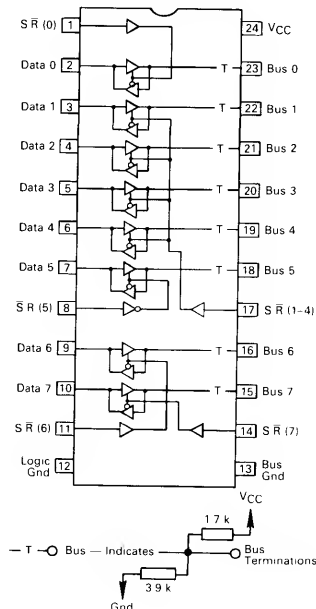 S R̅ (0) 1
24 VCC
Data 0 2 T 23 Bus 0
Data 1 3 T 22 Bus 1
Data 2 4 T 21 Bus 2
Data 3 5 T 20 Bus 3
Data 4 6 T 19 Bus 4
Data 5 7 T 18 Bus 5
S̅ R (5) 8 17 S R̅ (1-4)
Data 6 9 T 16 Bus 6
Data 7 10 T 15 Bus 7
S R̅ (6) 11 14 S R̅ (7)
Logic Gnd 12 13 Bus Gnd
VCC
1 7 k
— T —O Bus — Indicates Bus Terminations
3 9 k
Gnd